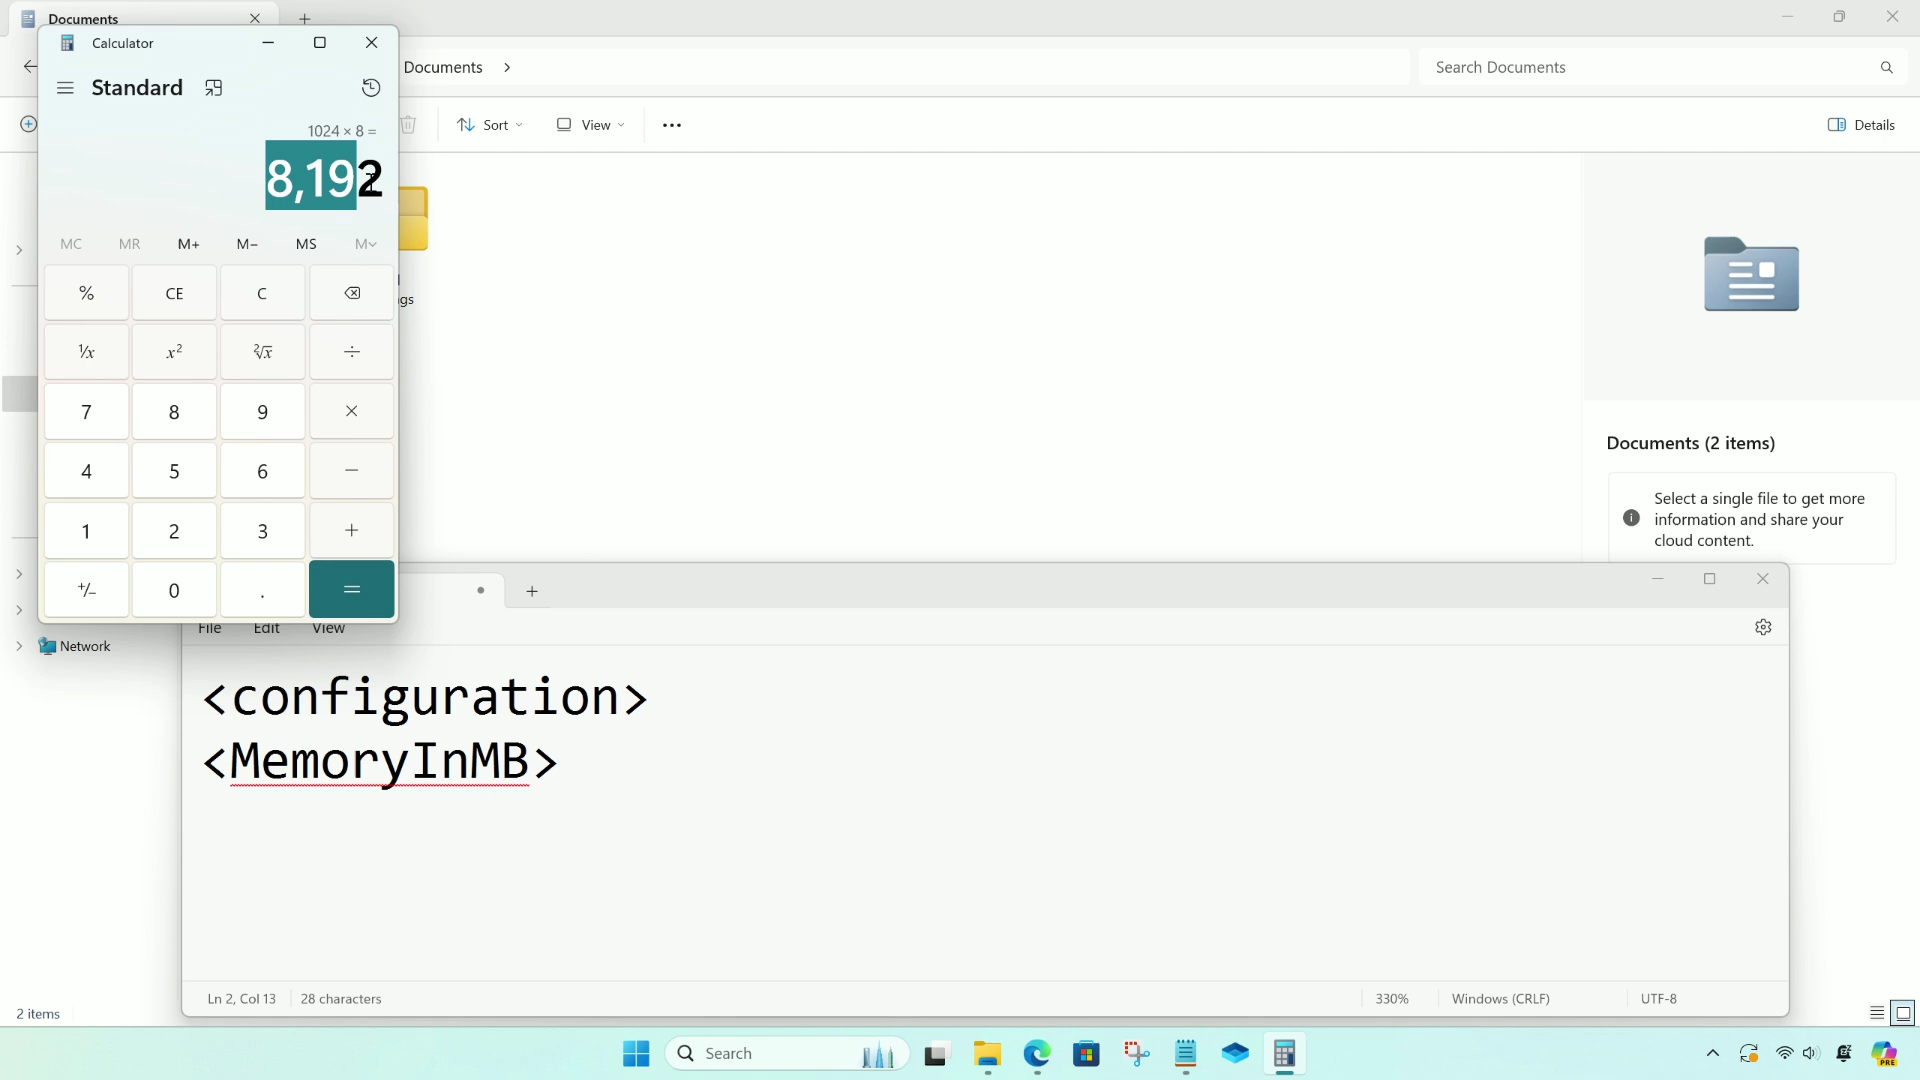 Documents
Calculator
Documents
Search Documents
Standard
1024 × 8 =
Sort
View
Details
8,192
MC MR M+ M− MS M
% CE C
¹/x x² ²√x ÷
7 8 9 ×
4 5 6 −
1 2 3 +
+/− 0 . =
gs
Documents (2 items)
Select a single file to get more
information and share your
cloud content.
File Edit View
Network
<configuration>
<MemoryInMB>
Ln 2, Col 13
28 characters
330%
Windows (CRLF)
UTF-8
2 items
Search
PRE